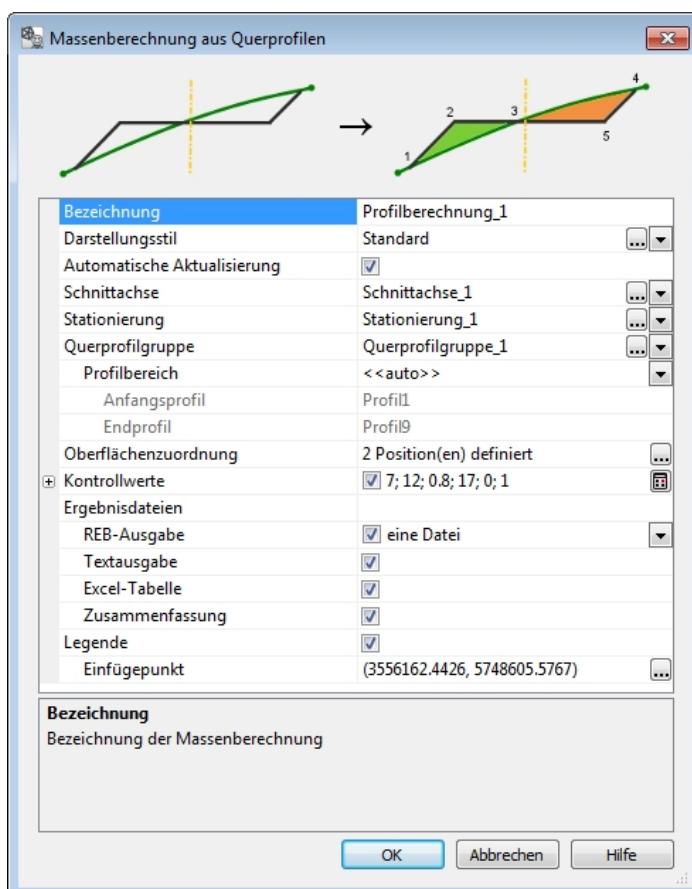 Massenberechnung aus Querprofilen
1
2
3
4
5
Bezeichnung Profilberechnung_1
Darstellungsstil Standard
Automatische Aktualisierung
Schnittachse Schnittachse_1
Stationierung Stationierung_1
Querprofilgruppe Querprofilgruppe_1
Profilbereich <<auto>>
Anfangsprofil Profil1
Endprofil Profil9
Oberflächenzuordnung 2 Position(en) definiert
Kontrollwerte 7; 12; 0.8; 17; 0; 1
Ergebnisdateien
REB-Ausgabe eine Datei
Textausgabe
Excel-Tabelle
Zusammenfassung
Legende
Einfügepunkt (3556162.4426, 5748605.5767)
Bezeichnung
Bezeichnung der Massenberechnung
OK Abbrechen Hilfe